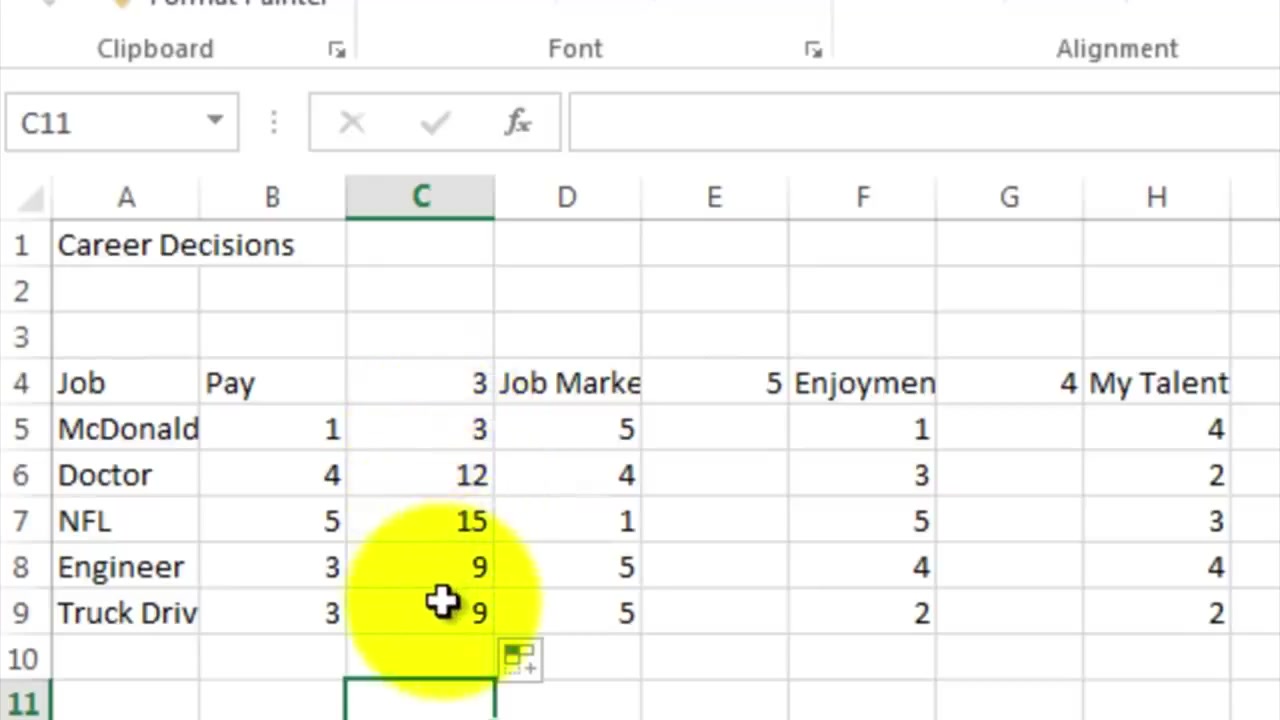 Format Painter
Clipboard Font Alignment
C11 fx
A B C D E F G H
1 Career Decisions
2
3
4 Job Pay 3 Job Marke 5 Enjoymen 4 My Talent
5 McDonald 1 3 5 1 4
6 Doctor 4 12 4 3 2
7 NFL 5 15 1 5 3
8 Engineer 3 9 5 4 4
9 Truck Driv 3 9 5 2 2
10
11